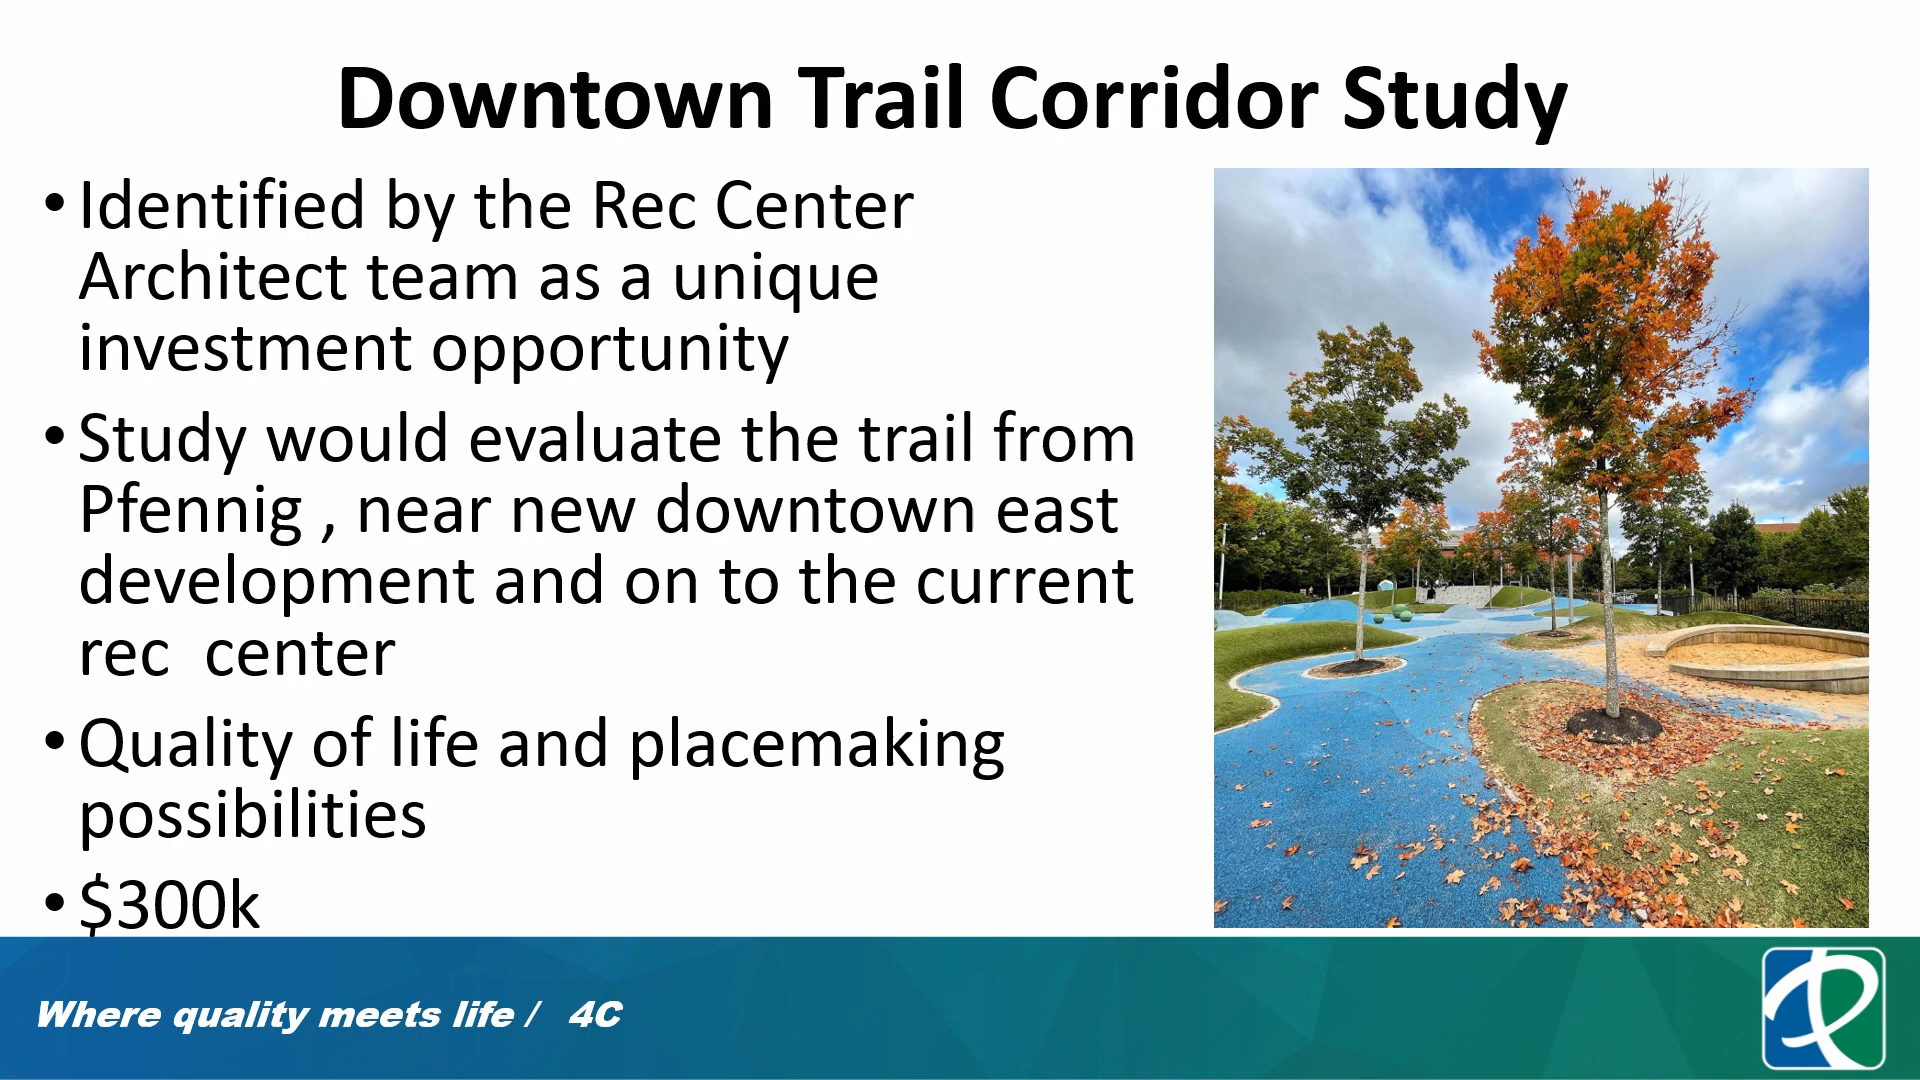 Downtown Trail Corridor Study
• Identified by the Rec Center
Architect team as a unique
investment opportunity
• Study would evaluate the trail from
Pfennig , near new downtown east
development and on to the current
rec  center
• Quality of life and placemaking
possibilities
• $300k
Where quality meets life /  4C